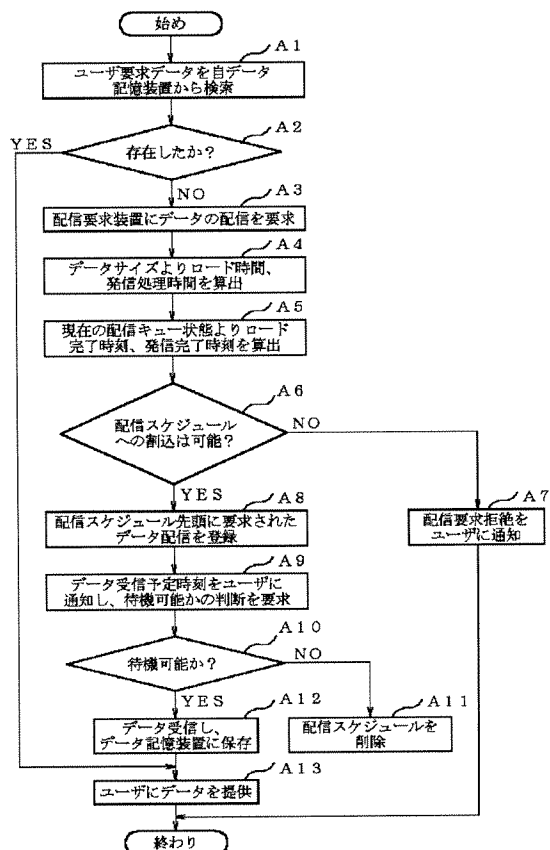 始め
A1
ユーザ要求データを自データ
記憶装置から検索
A2
YES
存在したか？
NO
A3
配信要求装置にデータの配信を要求
A4
データサイズよりロード時間、
発信処理時間を算出
A5
現在の配信キュー状態よりロード
完了時刻、発信完了時刻を算出
A6
配信スケジュール
への割込は可能？
NO
YES
A7
配信要求拒絶を
ユーザに通知
A8
配信スケジュール先頭に要求された
データ配信を登録
A9
データ受信予定時刻をユーザに
通知し、待機可能かの判断を要求
A10
待機可能か？
NO
YES
A11
配信スケジュールを
削除
A12
データ受信し、
データ記憶装置に保存
A13
ユーザにデータを提供
終わり